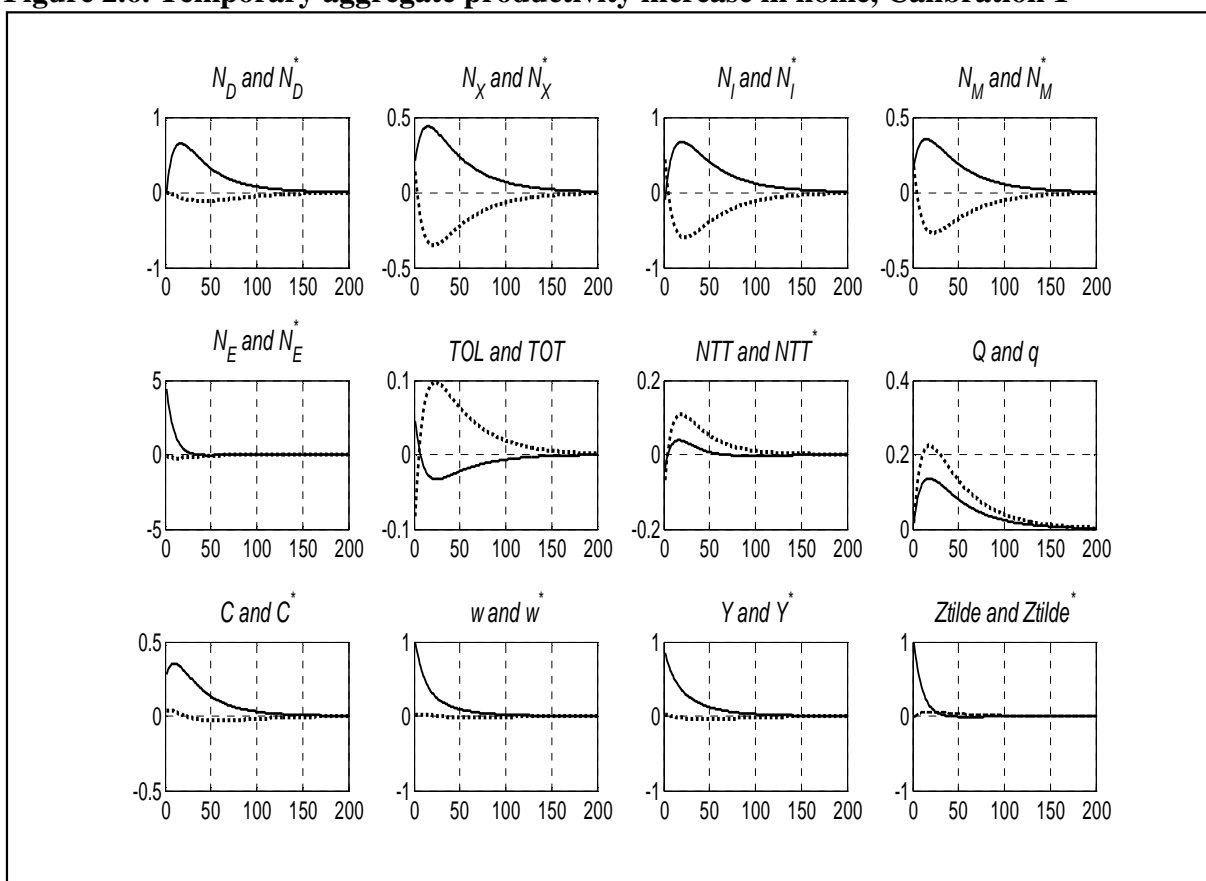 Figure 2.6: Temporary aggregate productivity increase in home, Calibration 1
N_D and N_D^*
N_X and N_X^*
N_I and N_I^*
N_M and N_M^*
1
0
-1
0 50 100 150 200
0.5
0
-0.5
0 50 100 150 200
1
0
-1
0 50 100 150 200
0.5
0
-0.5
0 50 100 150 200
N_E and N_E^*
TOL and TOT
NTT and NTT^*
Q and q
5
0
-5
0 50 100 150 200
0.1
0
-0.1
0 50 100 150 200
0.2
0
-0.2
0 50 100 150 200
0.4
0.2
0
0 50 100 150 200
C and C^*
w and w^*
Y and Y^*
Ztilde and Ztilde^*
0.5
0
-0.5
0 50 100 150 200
1
0
-1
0 50 100 150 200
1
0
-1
0 50 100 150 200
1
0
-1
0 50 100 150 200